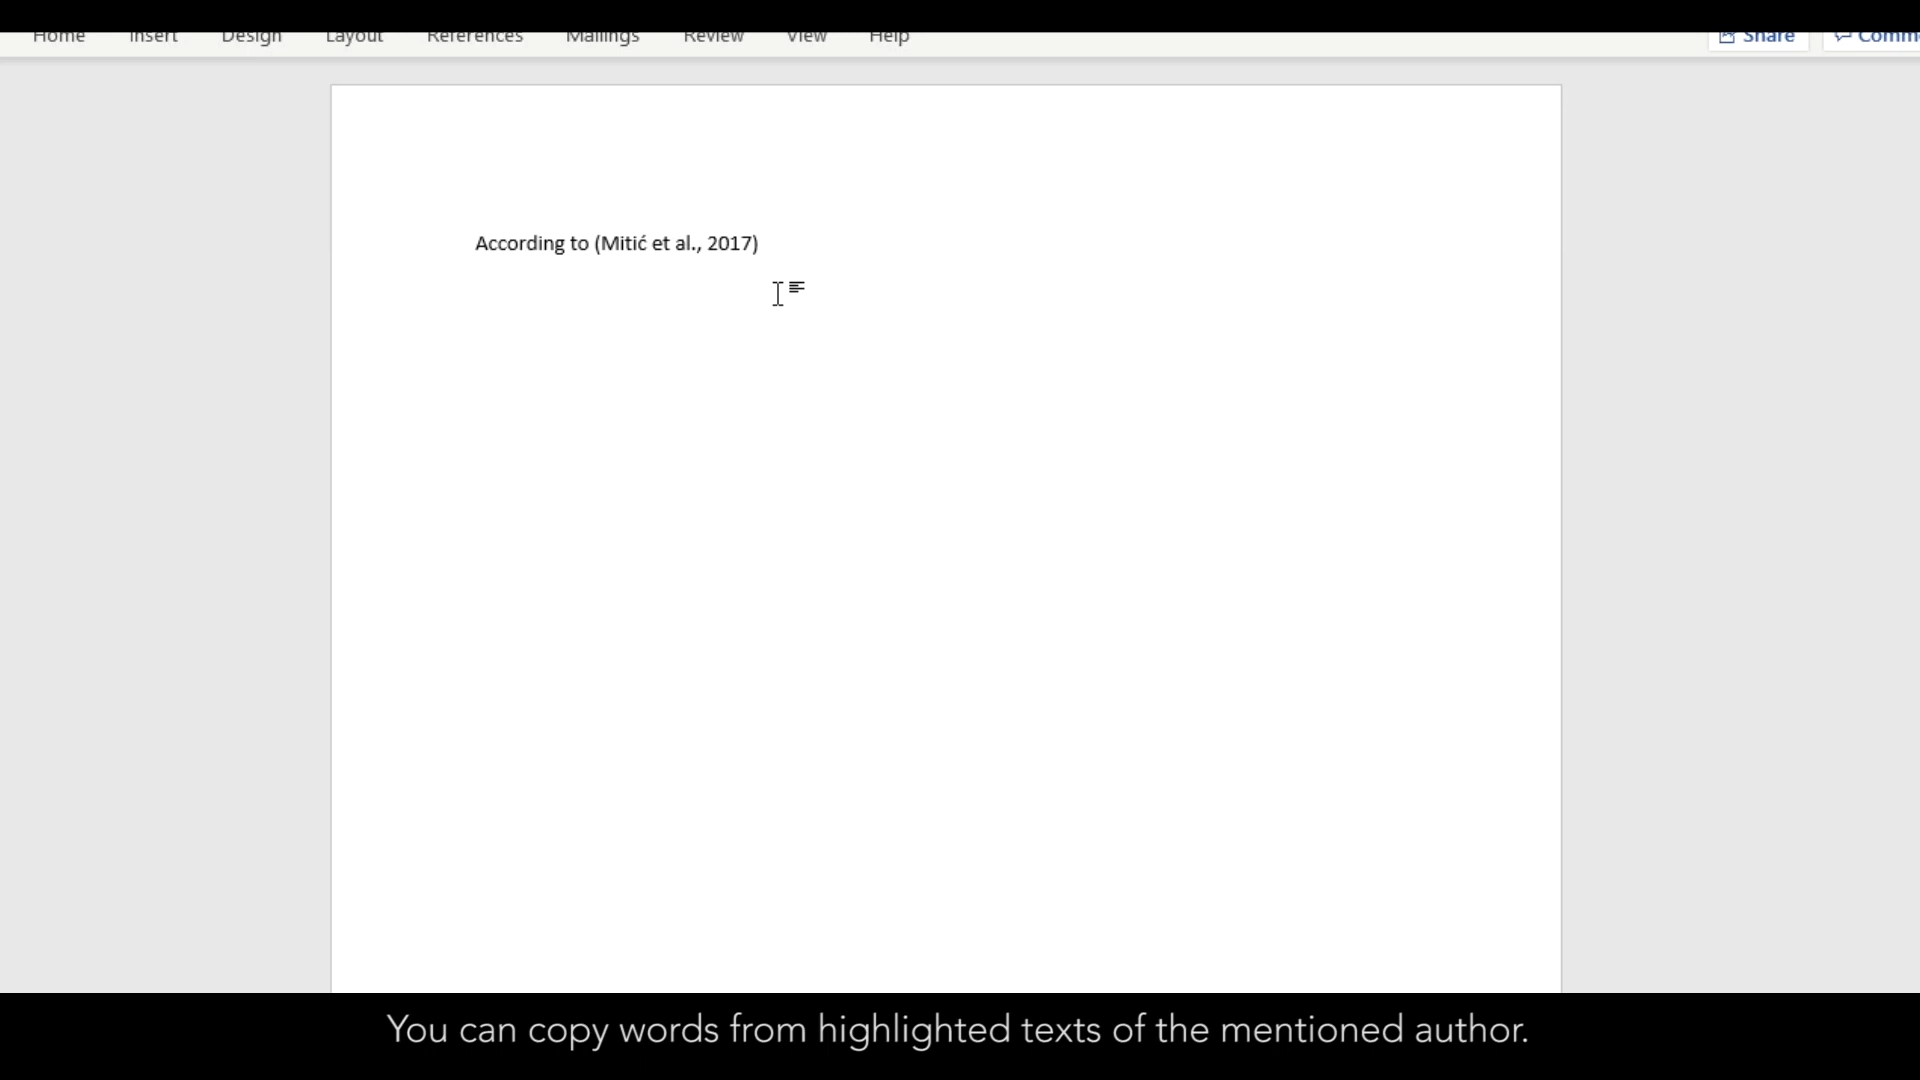 Home Insert Design Layout References Mailings Review View Help Share Comm
According to (Mitić et al., 2017)
You can copy words from highlighted texts of the mentioned author.